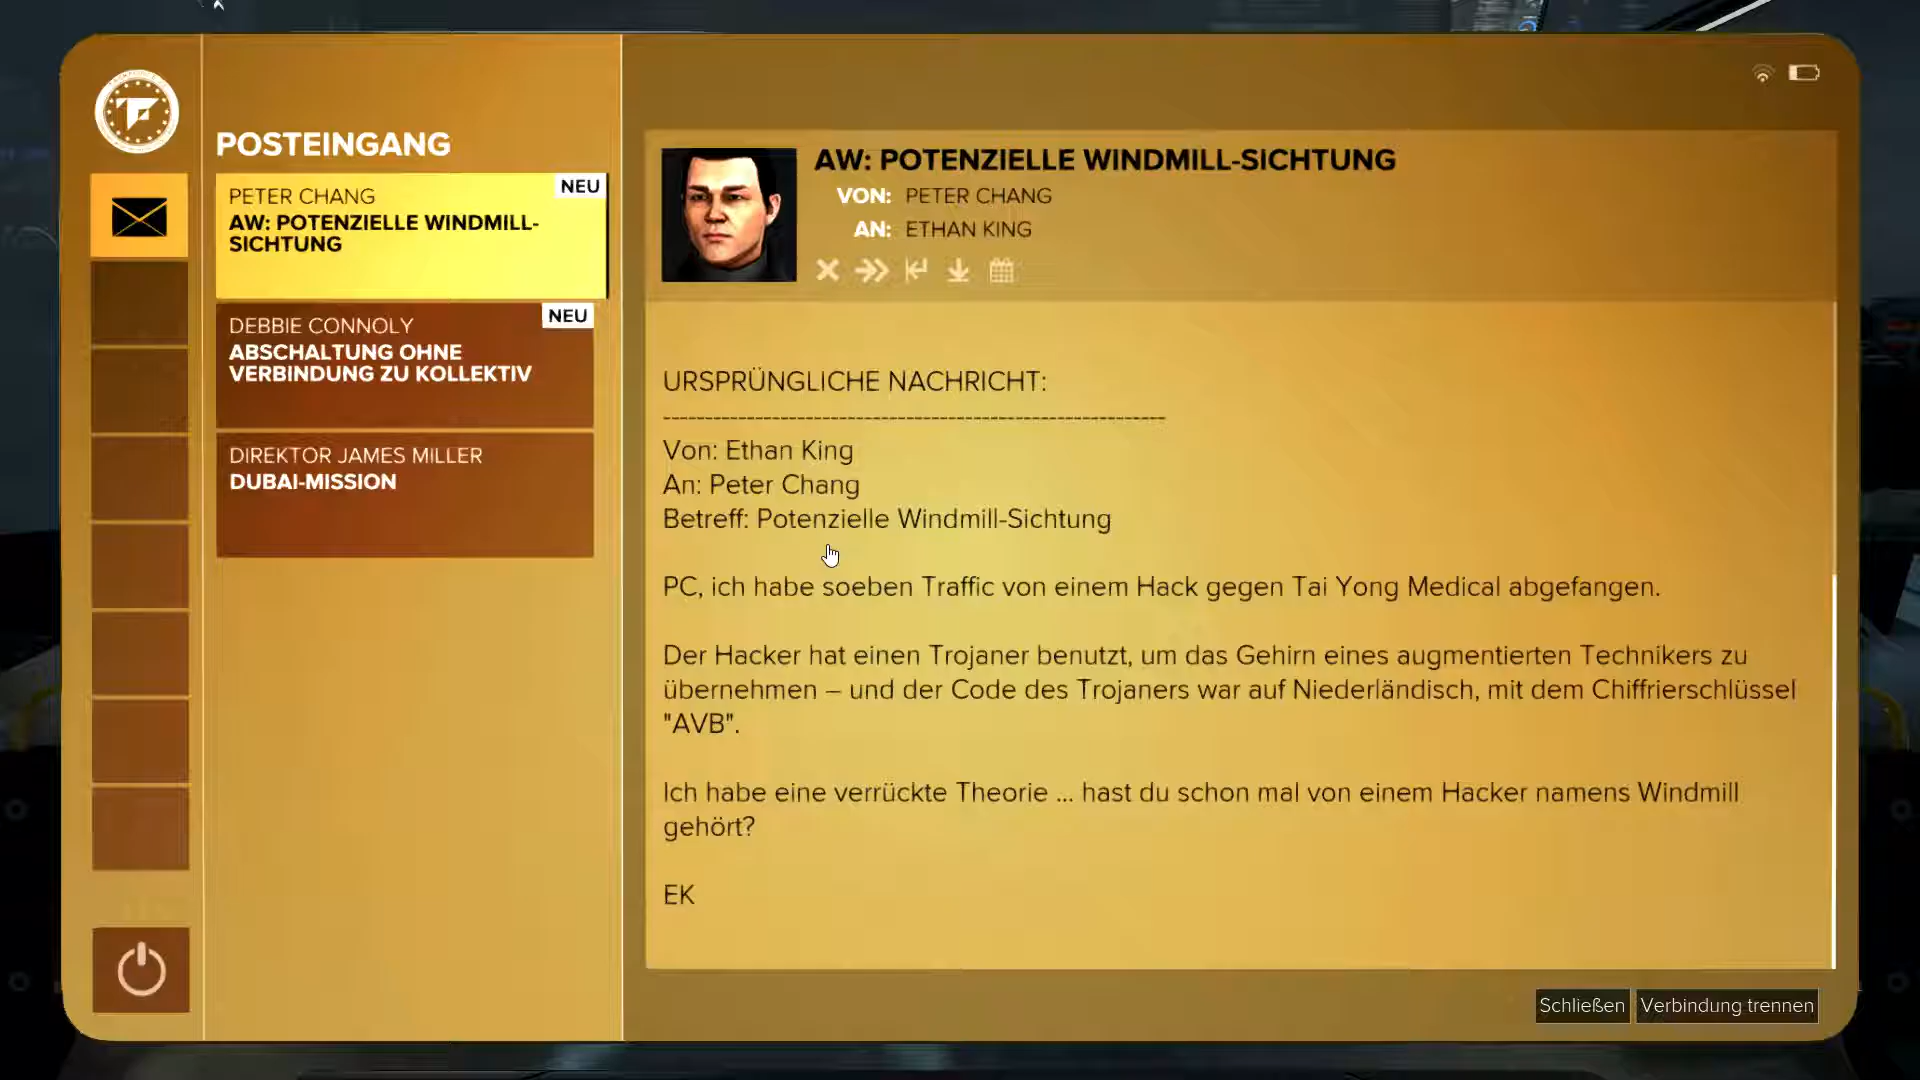 POSTEINGANG
PETER CHANG
NEU
AW: POTENZIELLE WINDMILL-
SICHTUNG
DEBBIE CONNOLY
NEU
ABSCHALTUNG OHNE
VERBINDUNG ZU KOLLEKTIV
DIREKTOR JAMES MILLER
DUBAI-MISSION
AW: POTENZIELLE WINDMILL-SICHTUNG
VON: PETER CHANG
AN: ETHAN KING
URSPRÜNGLICHE NACHRICHT:
------------------------------------------------------------
Von: Ethan King
An: Peter Chang
Betreff: Potenzielle Windmill-Sichtung
PC, ich habe soeben Traffic von einem Hack gegen Tai Yong Medical abgefangen.
Der Hacker hat einen Trojaner benutzt, um das Gehirn eines augmentierten Technikers zu
übernehmen – und der Code des Trojaners war auf Niederländisch, mit dem Chiffrierschlüssel
"AVB".
Ich habe eine verrückte Theorie ... hast du schon mal von einem Hacker namens Windmill
gehört?
EK
Schließen
Verbindung trennen